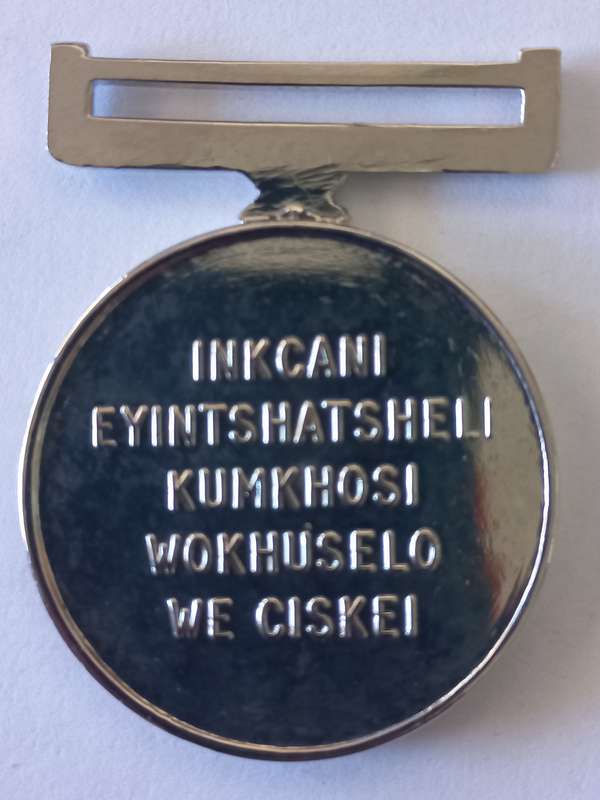 INKCANI
EYINTSHATSHELI
KUMKHOSI
WOKHUSELO
WE CISKEI